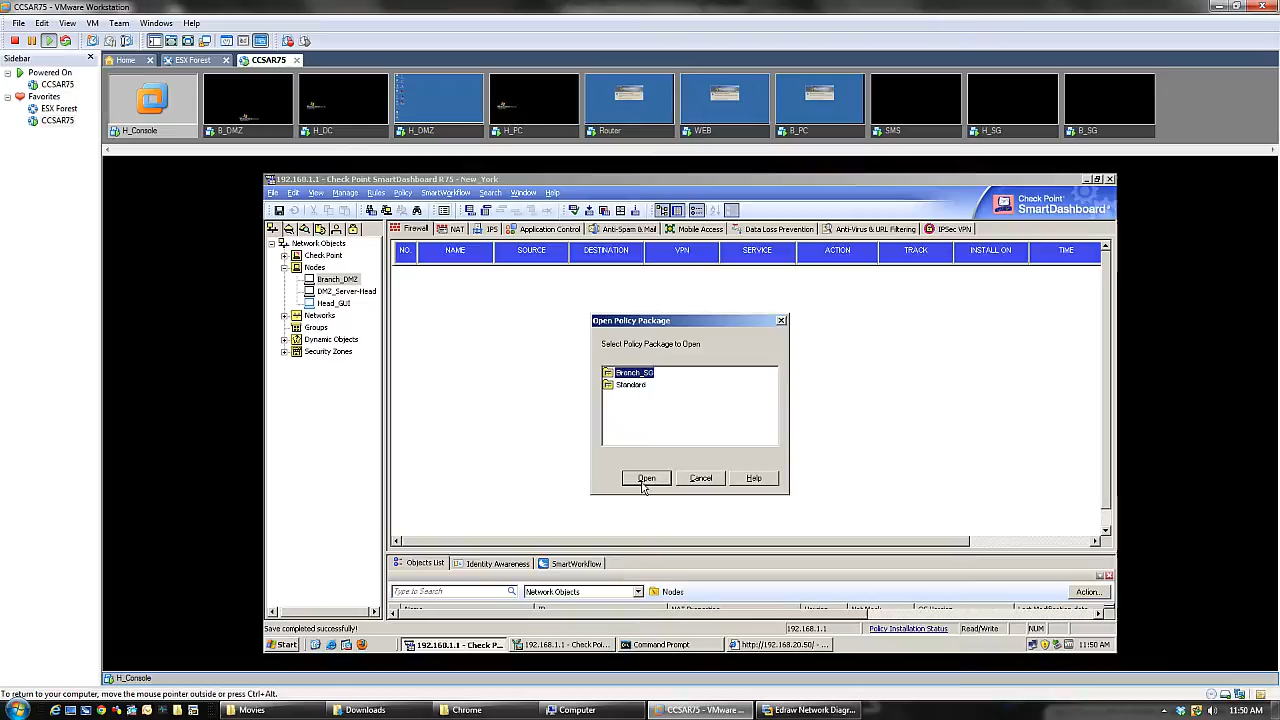 CCSAR75 - VMware Workstation
File Edit View VM Team Windows Help
Sidebar
Home
ESX Forest
CCSAR75
Powered On
CCSAR75
Favorites
ESX Forest
CCSAR75
H_Console
B_DMZ
H_DC
H_DMZ
H_PC
Router
WEB
B_PC
SMS
H_SG
B_SG
192.168.1.1 - Check Point SmartDashboard R75 - New_York
File Edit View Manage Rules Policy SmartWorkflow Search Window Help
Check Point
SmartDashboard
Firewall NAT IPS Application Control Anti-Spam & Mail Mobile Access Data Loss Prevention Anti-Virus & URL Filtering IPSec VPN
Network Objects
Check Point
Nodes
Branch_DMZ
DMZ_Server-Head
Head_GUI
Networks
Groups
Dynamic Objects
Security Zones
NO. NAME SOURCE DESTINATION VPN SERVICE ACTION TRACK INSTALL ON TIME
Open Policy Package
Select Policy Package to Open
Branch_SG
Standard
Open Cancel Help
Objects List Identity Awareness SmartWorkflow
Type to Search Network Objects Nodes Action...
Save completed successfully! 192.168.1.1 Policy Installation Status Read/Write NUM
Start 192.168.1.1 - Check P... 192.168.1.1 - Check Poi... Command Prompt http://192.168.20.50/ - ... 11:50 AM
H_Console
To return to your computer, move the mouse pointer outside or press Ctrl+Alt.
Movies Downloads Chrome Computer CCSAR75 - VMware ... Edraw Network Diagr... 11:50 AM